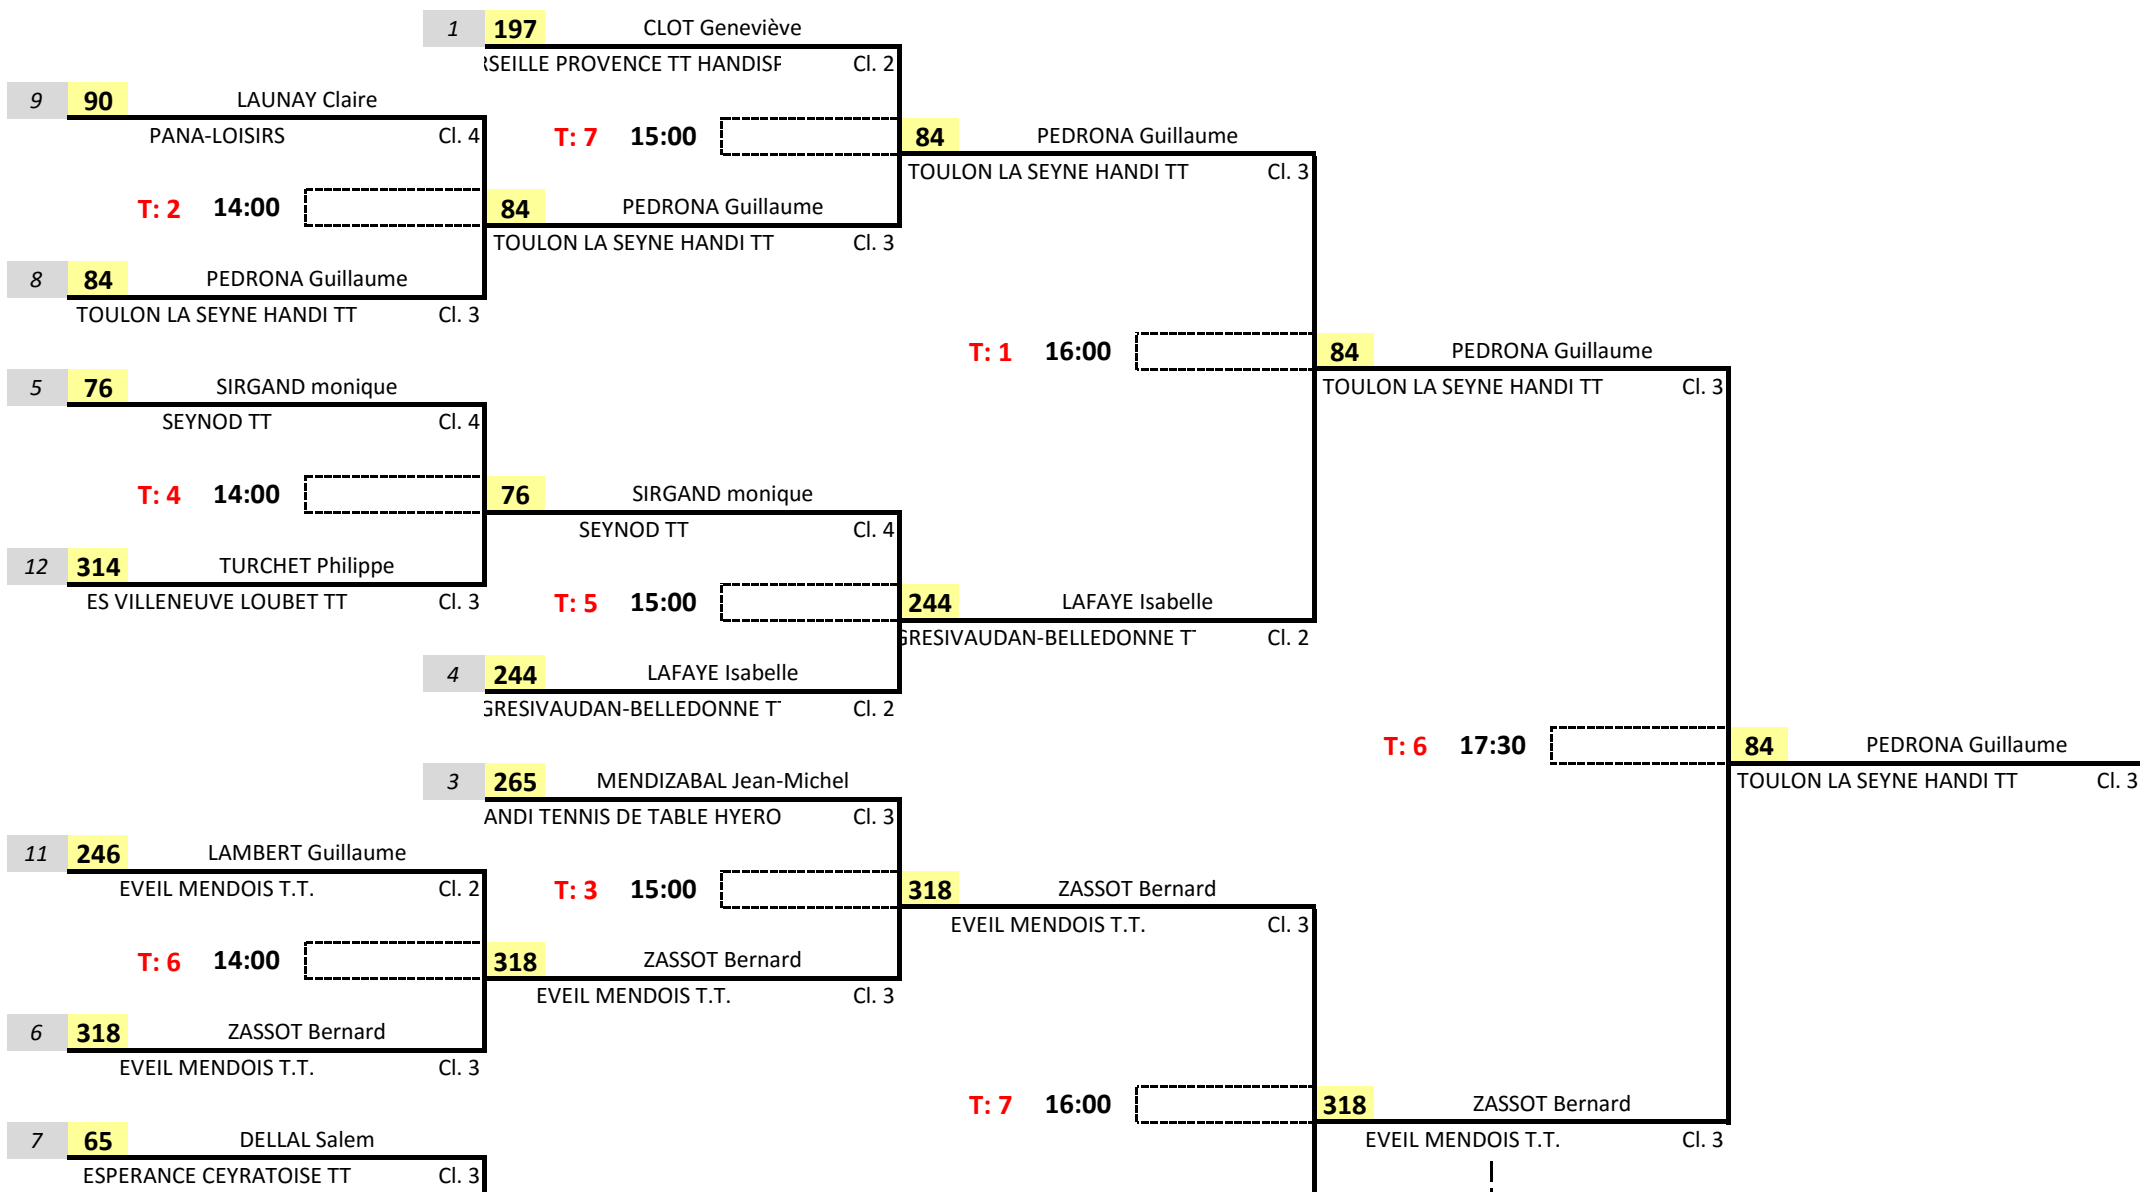 1 197 CLOT Geneviève
RSEILLE PROVENCE TT HANDISP Cl. 2
9 90 LAUNAY Claire
PANA-LOISIRS Cl. 4
T: 7 15:00
84 PEDRONA Guillaume
TOULON LA SEYNE HANDI TT Cl. 3
T: 2 14:00
84 PEDRONA Guillaume
TOULON LA SEYNE HANDI TT Cl. 3
8 84 PEDRONA Guillaume
TOULON LA SEYNE HANDI TT Cl. 3
T: 1 16:00
84 PEDRONA Guillaume
TOULON LA SEYNE HANDI TT Cl. 3
5 76 SIRGAND monique
SEYNOD TT Cl. 4
T: 4 14:00
76 SIRGAND monique
SEYNOD TT Cl. 4
12 314 TURCHET Philippe
ES VILLENEUVE LOUBET TT Cl. 3
T: 5 15:00
244 LAFAYE Isabelle
GRESIVAUDAN-BELLEDONNE TT Cl. 2
4 244 LAFAYE Isabelle
GRESIVAUDAN-BELLEDONNE TT Cl. 2
T: 6 17:30
84 PEDRONA Guillaume
TOULON LA SEYNE HANDI TT Cl. 3
3 265 MENDIZABAL Jean-Michel
ANDI TENNIS DE TABLE HYERO Cl. 3
11 246 LAMBERT Guillaume
EVEIL MENDOIS T.T. Cl. 2
T: 3 15:00
318 ZASSOT Bernard
EVEIL MENDOIS T.T. Cl. 3
T: 6 14:00
318 ZASSOT Bernard
EVEIL MENDOIS T.T. Cl. 3
6 318 ZASSOT Bernard
EVEIL MENDOIS T.T. Cl. 3
T: 7 16:00
318 ZASSOT Bernard
EVEIL MENDOIS T.T. Cl. 3
7 65 DELLAL Salem
ESPERANCE CEYRATOISE TT Cl. 3